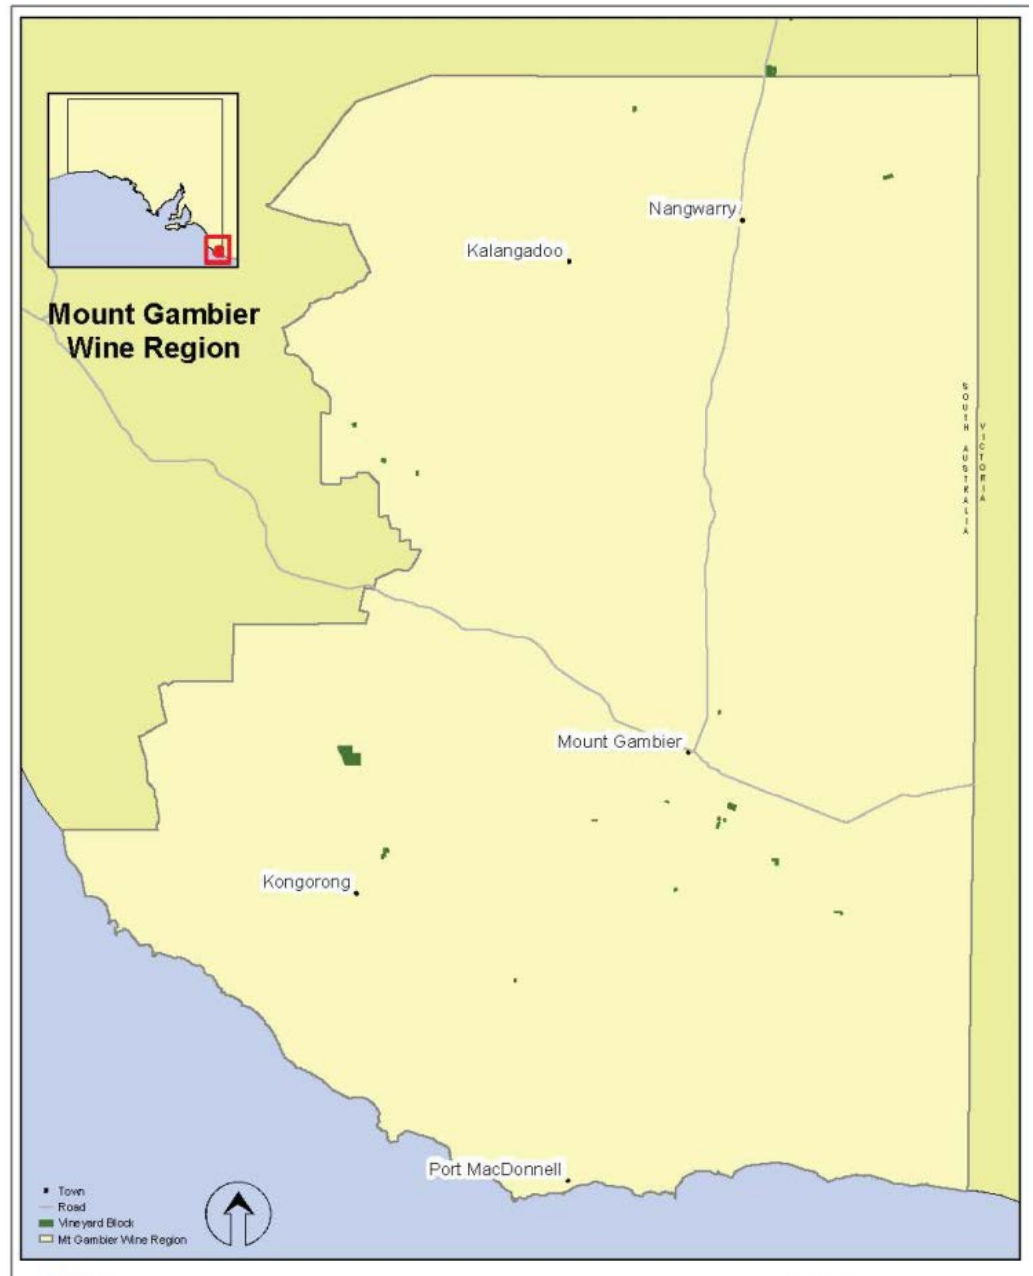 Mount Gambier
Wine Region
Nangwarry
Kalangadoo
SOUTH AUSTRALIA
VICTORIA
Mount Gambier
Kongorong
Port MacDonnell
Town
Road
Vineyard Block
Mt Gambier Wine Region